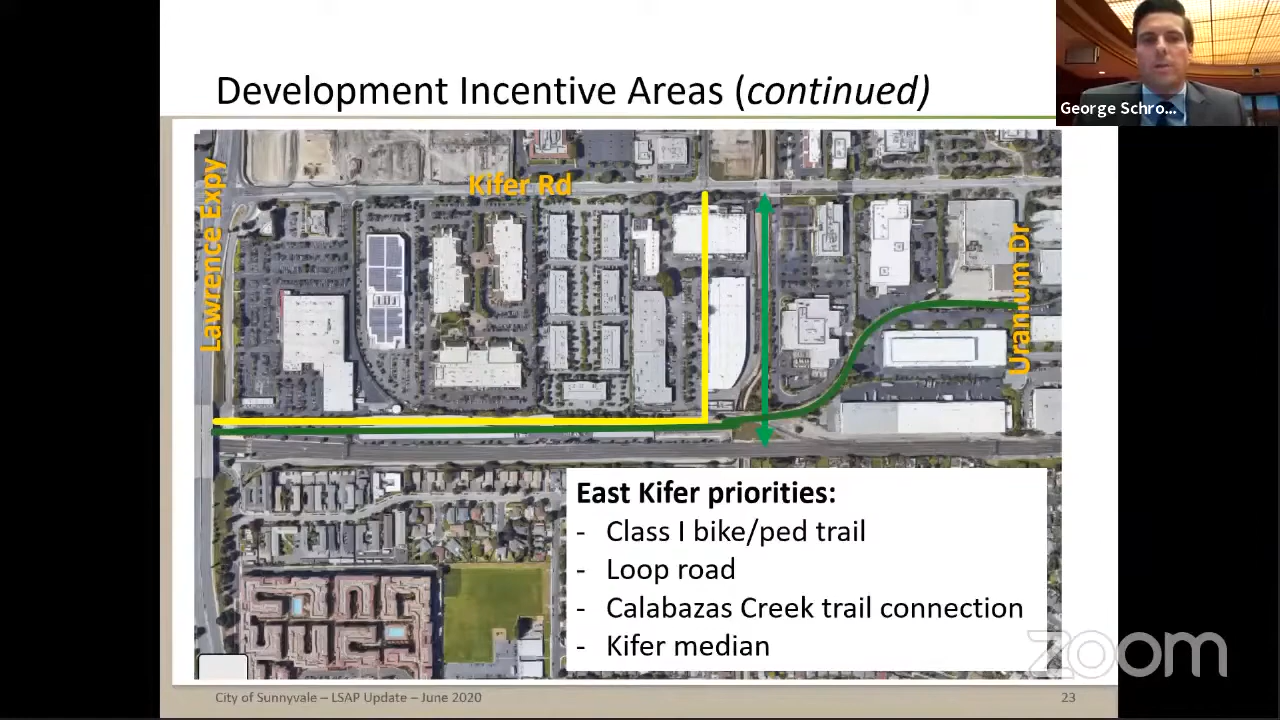 Development Incentive Areas (continued)
George Schro...
Lawrence Expy
Kifer Rd
Uranium Dr
East Kifer priorities:
- Class I bike/ped trail
- Loop road
- Calabazas Creek trail connection
- Kifer median
zoom
City of Sunnyvale – LSAP Update – June 2020
23